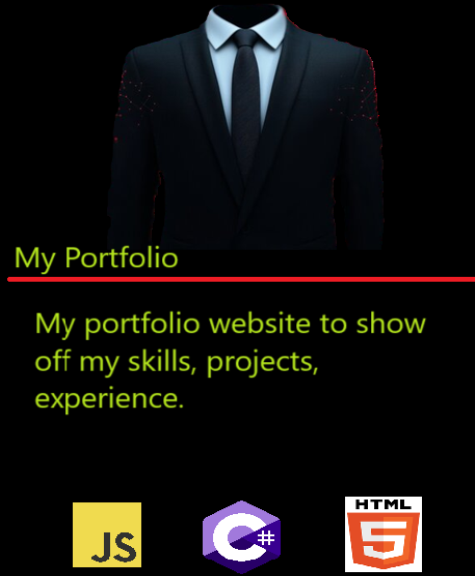 My Portfolio
My portfolio website to show
off my skills, projects,
experience.
JS
C#
HTML
5